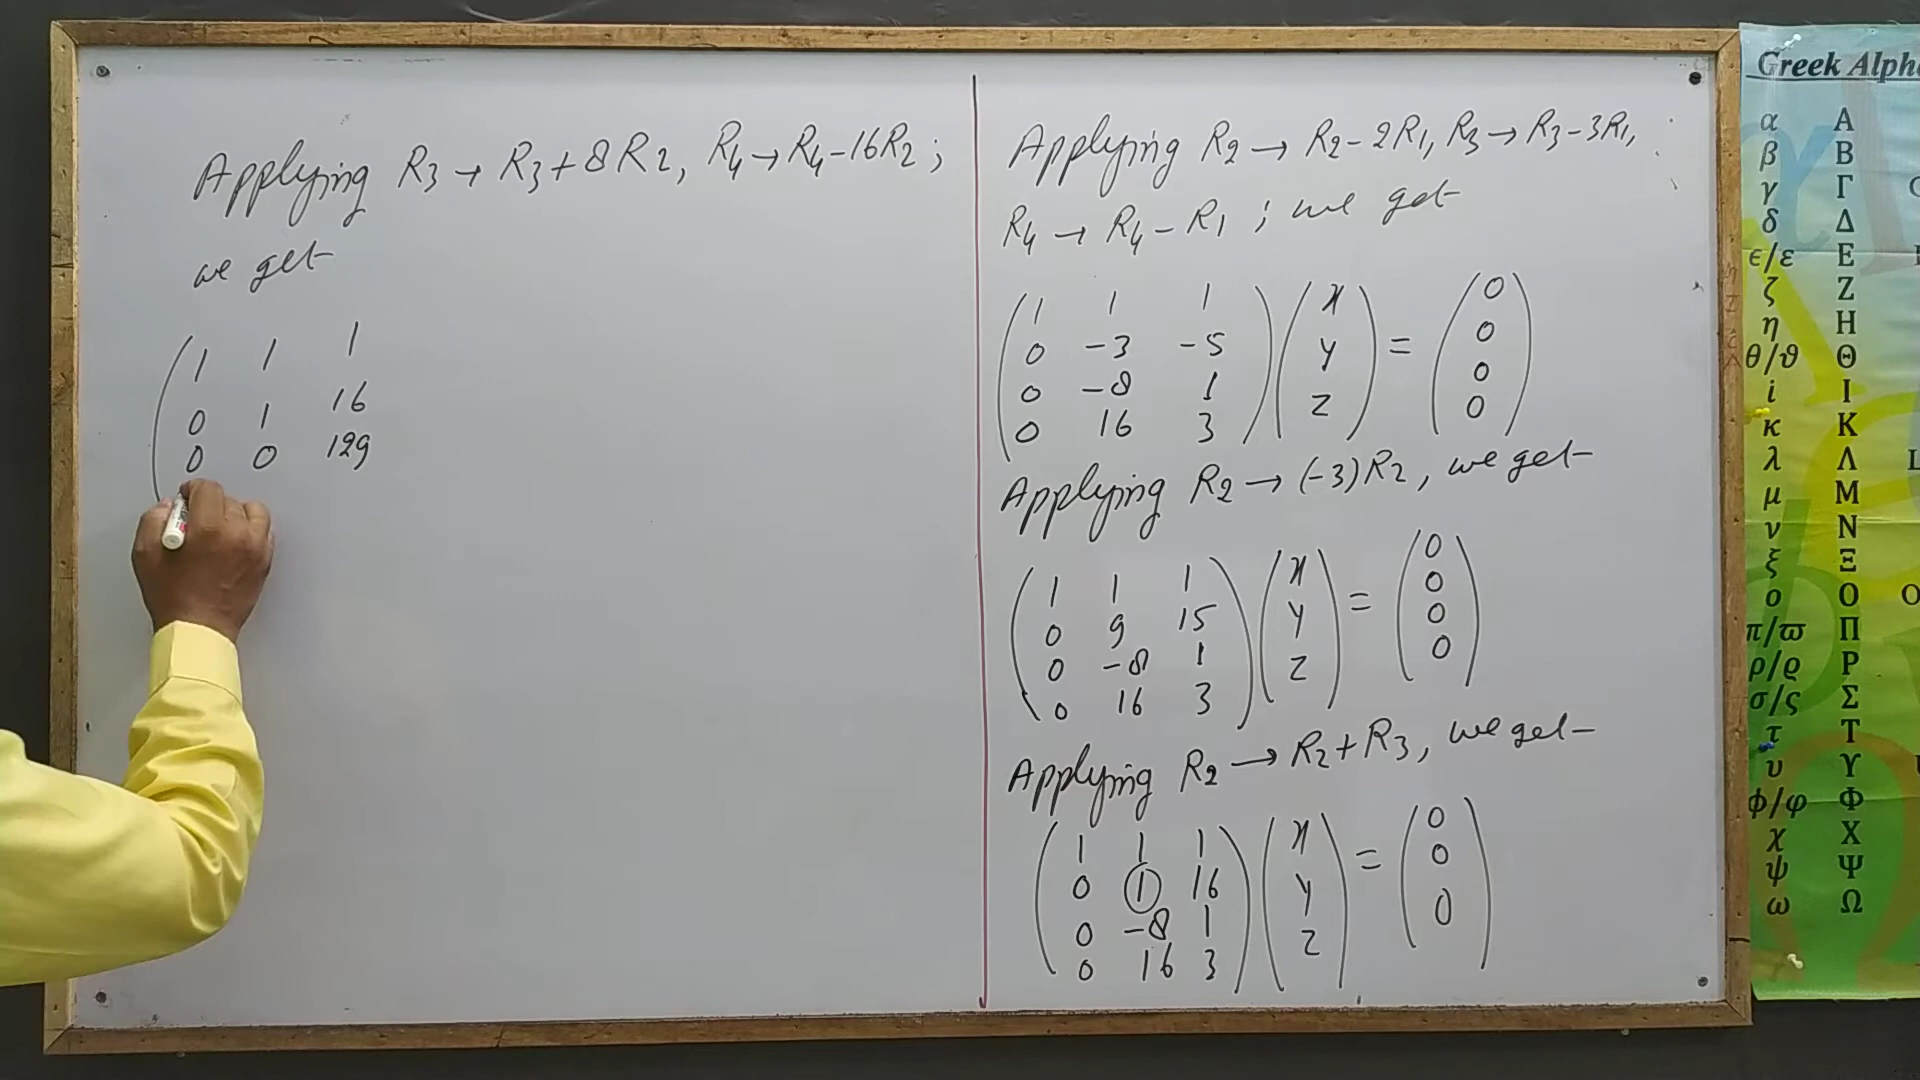 Applying R3 → R3 + 8R2, R4 → R4 - 16R2 ;
we get
1 1 1
0 1 16
0 0 129
Applying R2 → R2 - 2R1, R3 → R3 - 3R1,
R4 → R4 - R1 ; we get
1 1 1 x 0
0 -3 -5 y = 0
0 -8 1 z 0
0 16 3 0
Applying R2 → (-3)R2, we get
1 1 1 x 0
0 9 15 y = 0
0 -8 1 z 0
0 16 3 0
Applying R2 → R2 + R3, we get
1 1 1 x 0
0 1 16 y = 0
0 -8 1 z 0
0 16 3
Greek Alpha
α Α
β Β
γ Γ
δ Δ
ϵ/ε Ε
ζ Ζ
η Η
θ/ϑ Θ
i Ι
κ Κ
λ Λ
μ Μ
ν Ν
ξ Ξ
ο Ο
π/ϖ Π
ρ/ϱ Ρ
σ/ς Σ
τ Τ
υ Υ
ϕ/φ Φ
χ Χ
ψ Ψ
ω Ω